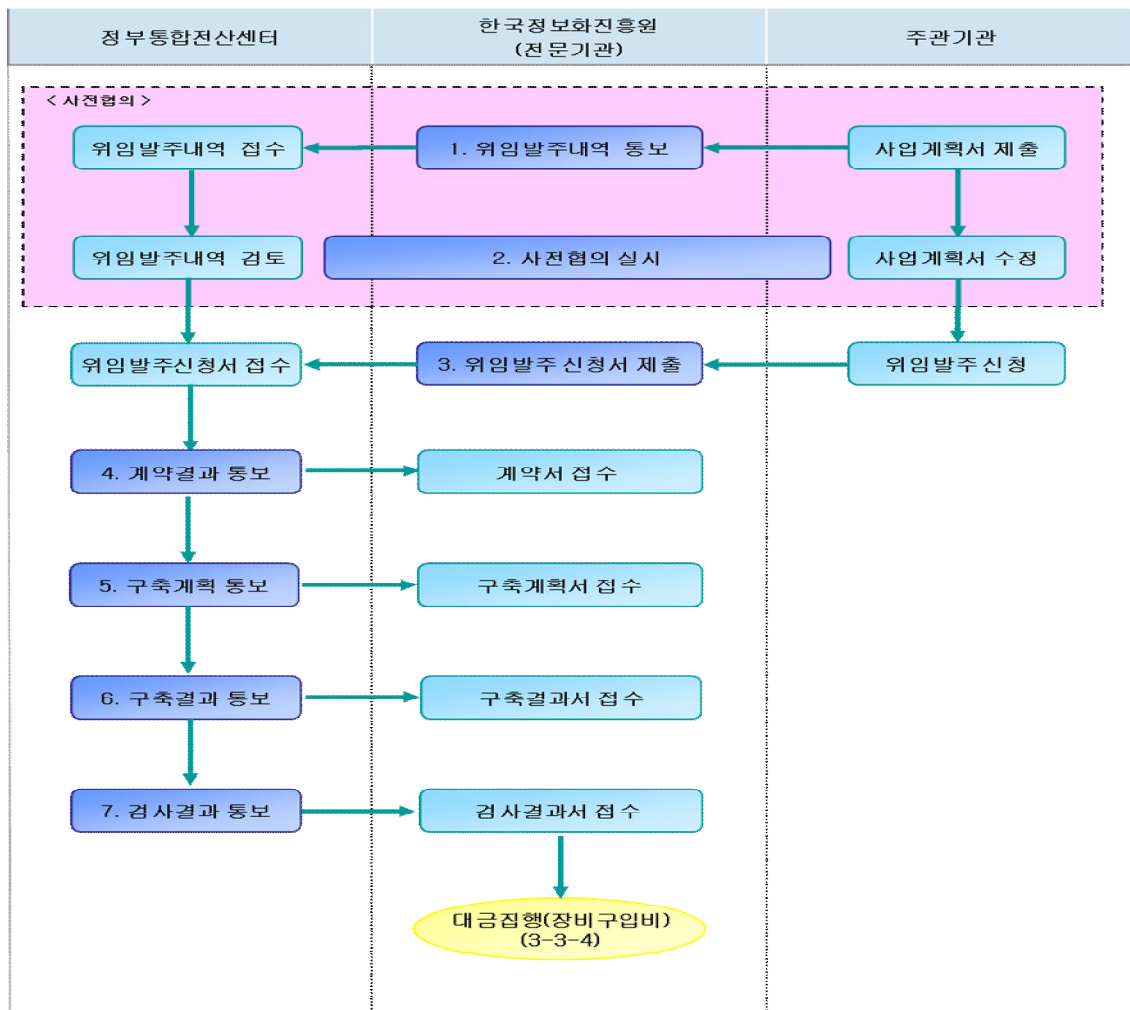 정부통합전산센터
한국정보화진흥원
(전문기관)
주관기관
< 사전협의 >
위임발주내역 접수
1. 위임발주내역 통보
사업계획서 제출
위임발주내역 검토
2. 사전협의 실시
사업계획서 수정
위임발주신청서 접수
3. 위임발주 신청서 제출
위임발주신청
4. 계약결과 통보
계약서 접수
5. 구축계획 통보
구축계획서 접수
6. 구축결과 통보
구축결과서 접수
7. 검사결과 통보
검사결과서 접수
대금집행(장비구입비)
(3-3-4)